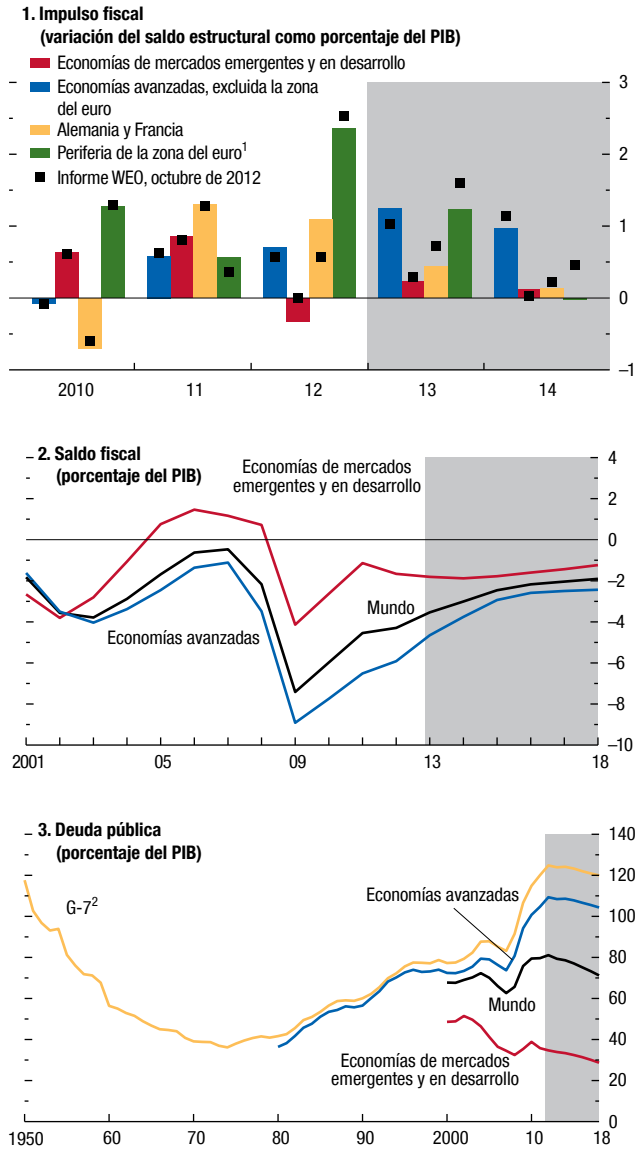 1. Impulso fiscal
(variación del saldo estructural como porcentaje del PIB)
Economías de mercados emergentes y en desarrollo
Economías avanzadas, excluida la zona
del euro
Alemania y Francia
Periferia de la zona del euro1
Informe WEO, octubre de 2012
3
2
1
0
–1
2010 11 12 13 14
2. Saldo fiscal
(porcentaje del PIB)
Economías de mercados
emergentes y en desarrollo
Mundo
Economías avanzadas
4
2
0
–2
–4
–6
–8
–10
2001 05 09 13 18
3. Deuda pública
(porcentaje del PIB)
G-72
Economías avanzadas
Mundo
Economías de mercados
emergentes y en desarrollo
140
120
100
80
60
40
20
0
1950 60 70 80 90 2000 10 18